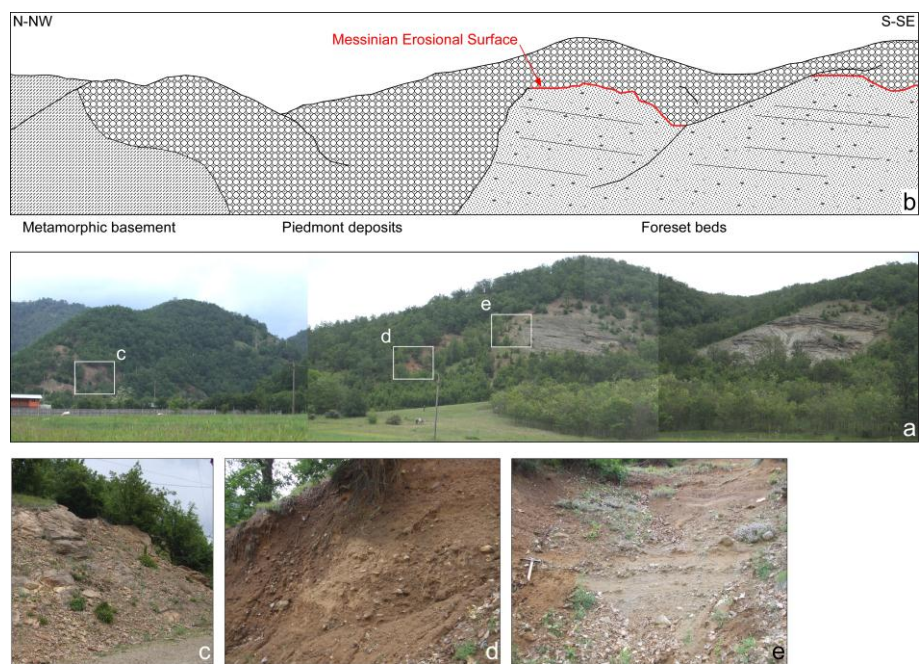 N-NW
S-SE
Messinian Erosional Surface
b
Metamorphic basement
Piedmont deposits
Foreset beds
c
d
e
a
c
d
e